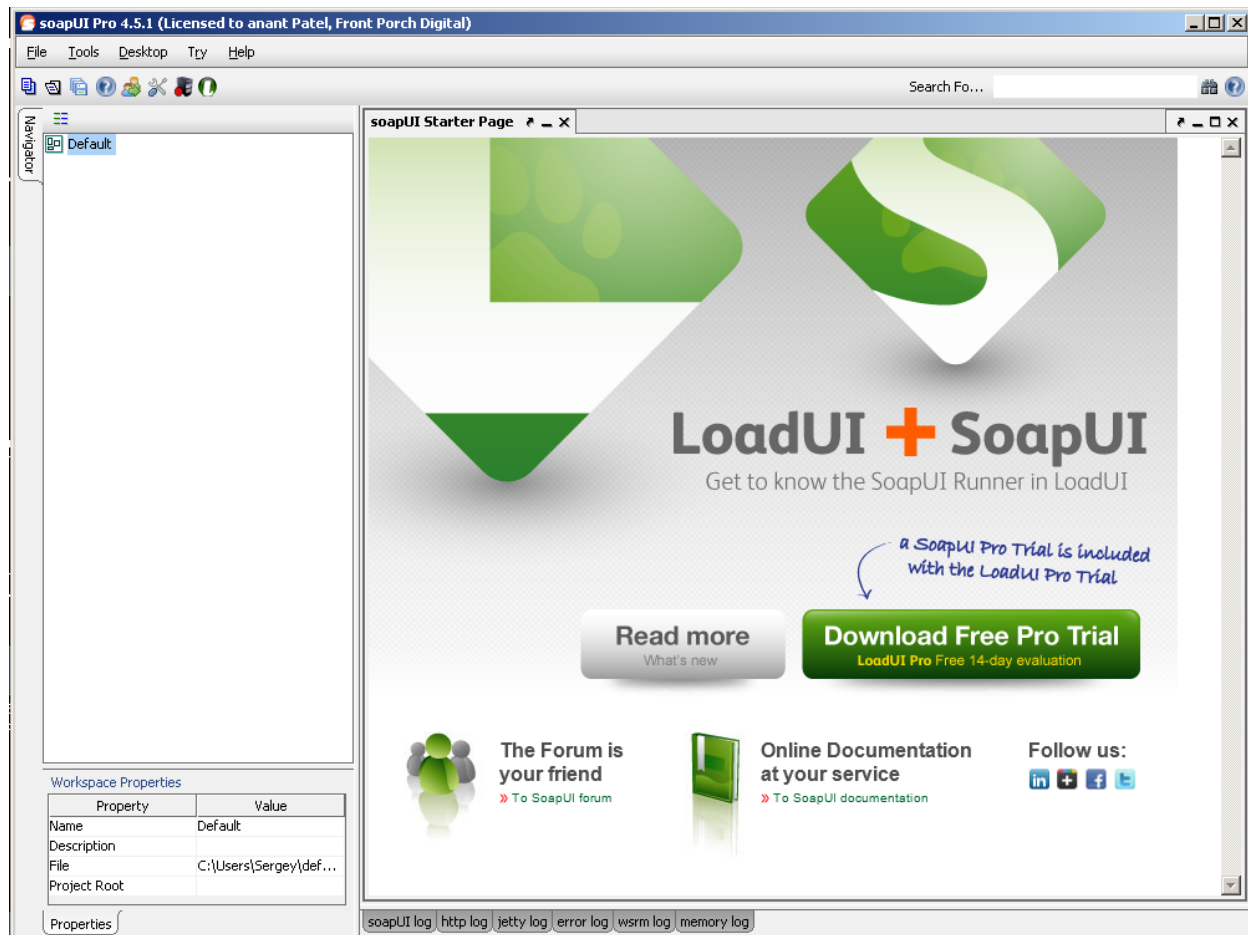 soapUI Pro 4.5.1 (Licensed to anant Patel, Front Porch Digital)
File Tools Desktop Try Help
Search Fo...
Navigator
Default
soapUI Starter Page
LoadUI + SoapUI
Get to know the SoapUI Runner in LoadUI
a SoapUI Pro Trial is included
with the LoadUI Pro Trial
Read more
What's new
Download Free Pro Trial
LoadUI Pro Free 14-day evaluation
The Forum is
your friend
» To SoapUI forum
Online Documentation
at your service
» To SoapUI documentation
Follow us:
Workspace Properties
Property Value
Name Default
Description
File C:\Users\Sergey\def...
Project Root
Properties
soapUI log http log jetty log error log wsrm log memory log